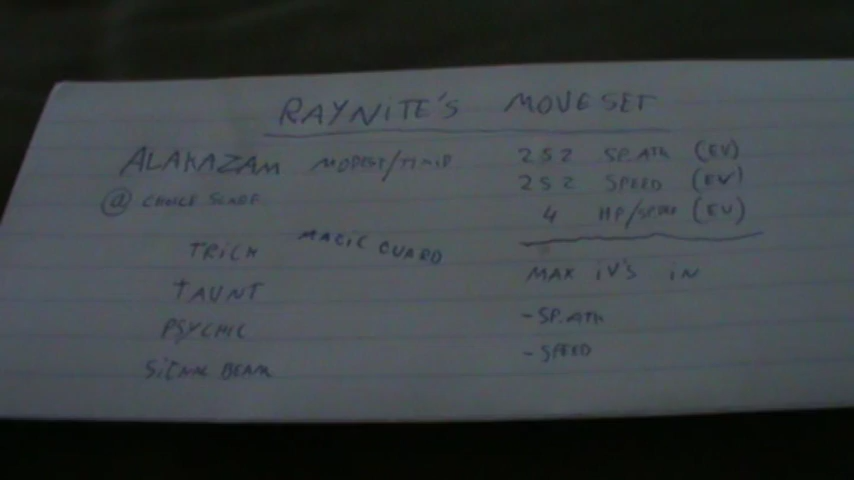 RAYNITE'S MOVESET
ALAKAZAM MODEST/TIMID
@ CHOICE SCARF
MAGIC GUARD
TRICK
TAUNT
PSYCHIC
SIGNAL BEAM
252 SP.ATK (EV)
252 SPEED (EV)
4 HP/SPDEF (EV)
MAX IV'S IN
-SP.ATK
-SPEED